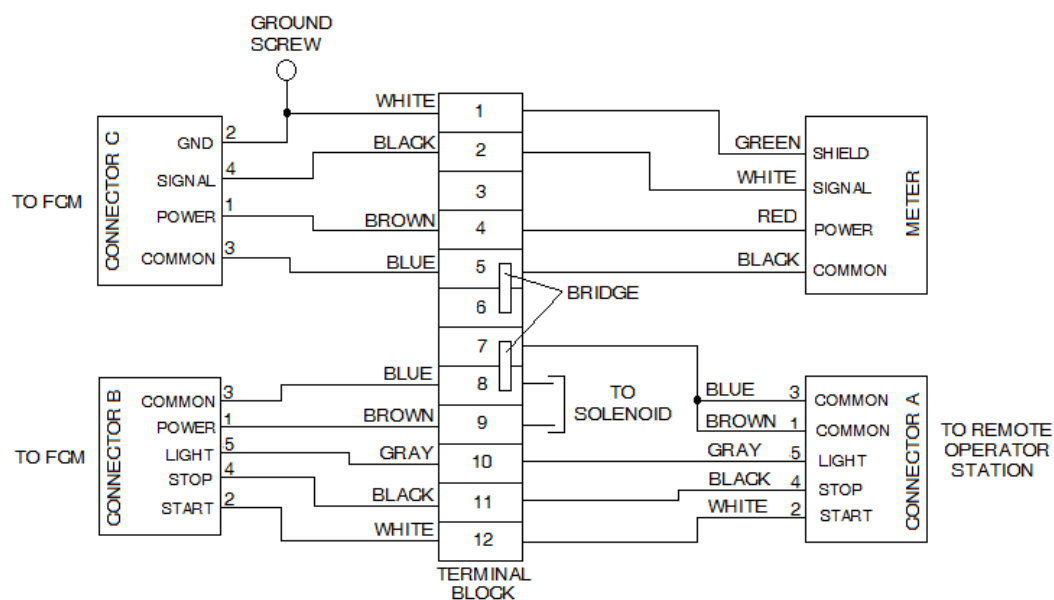 GROUND
SCREW
WHITE
1
2
GND
BLACK
2
GREEN
SHIELD
4
SIGNAL
3
WHITE
SIGNAL
TO FCM
CONNECTOR C
1
POWER
BROWN
4
RED
POWER
METER
3
COMMON
BLUE
5
BLACK
COMMON
6
BRIDGE
7
BLUE
8
TO
SOLENOID
3
COMMON
BLUE
3
COMMON
1
POWER
BROWN
9
BROWN
1
COMMON
TO FCM
CONNECTOR B
5
LIGHT
GRAY
10
GRAY
5
LIGHT
CONNECTOR A
TO REMOTE
OPERATOR
STATION
4
STOP
BLACK
11
BLACK
4
STOP
2
START
WHITE
12
WHITE
2
START
TERMINAL
BLOCK